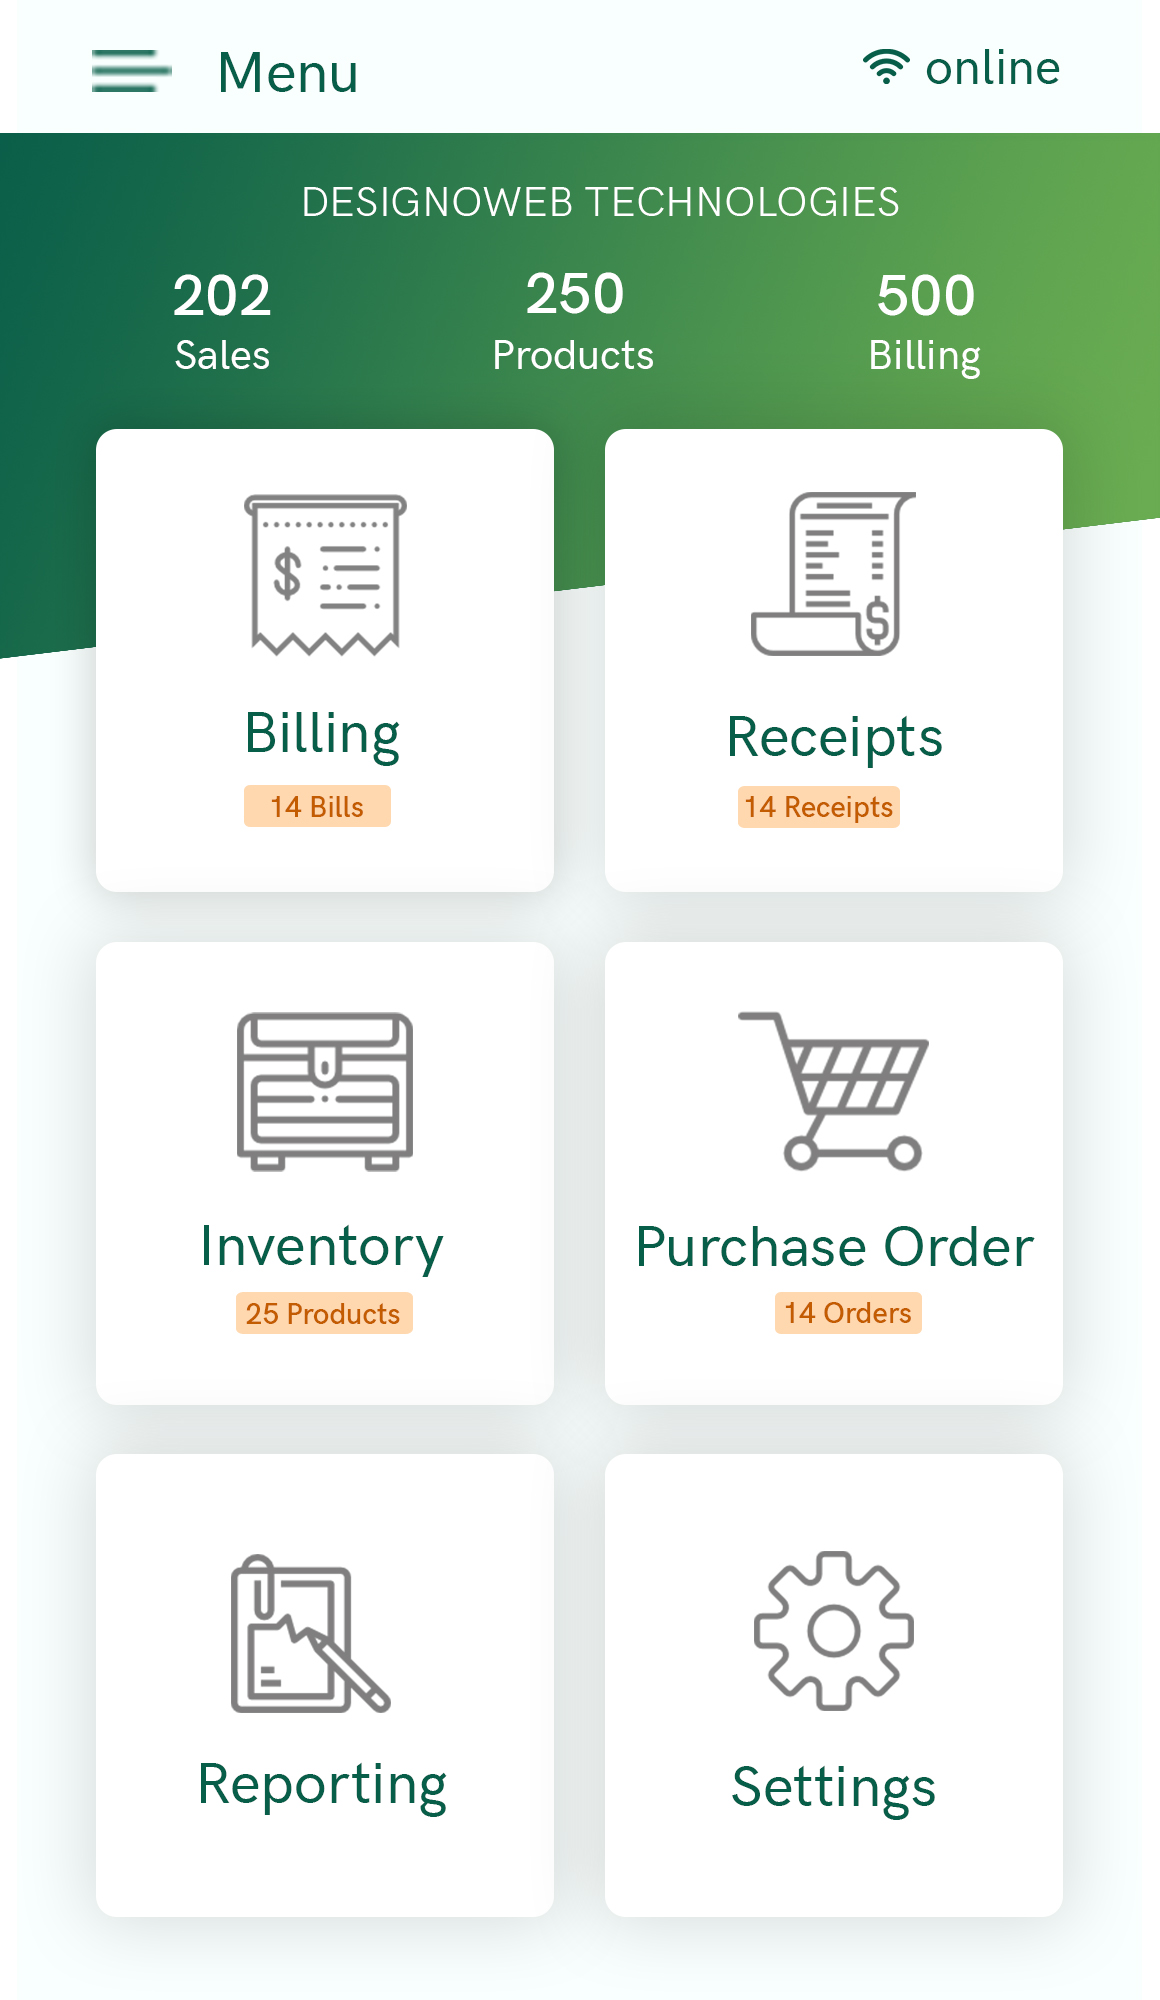 Menu
online
DESIGNOWEB TECHNOLOGIES
202
Sales
250
Products
500
Billing
$
Billing
14 Bills
$
Receipts
14 Receipts
Inventory
25 Products
Purchase Order
14 Orders
Reporting
Settings